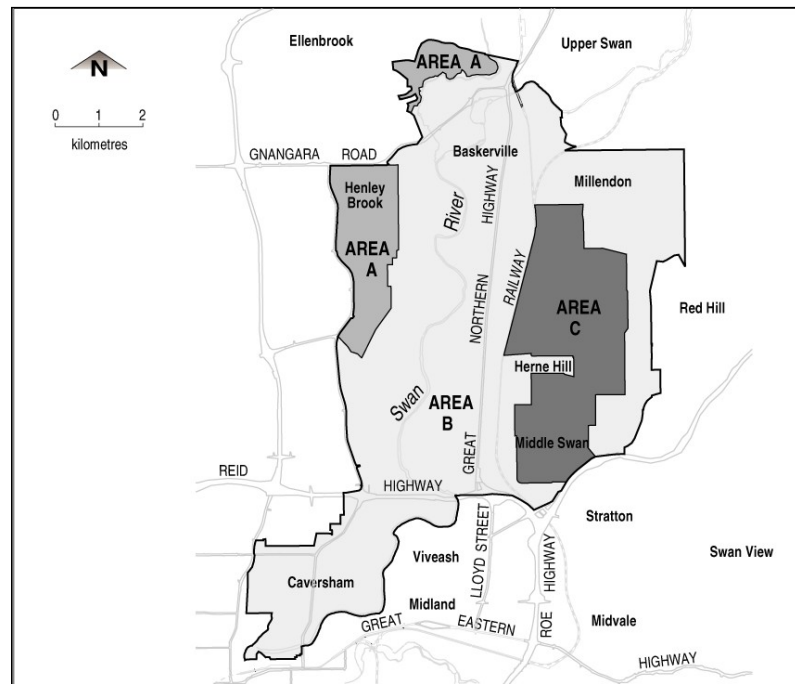 Ellenbrook
Upper Swan
AREA A
N
0 1 2
kilometres
GNANGARA ROAD
Baskerville
Millendon
Henley
Brook
AREA
A
River
HIGHWAY
RAILWAY
NORTHERN
AREA
C
Red Hill
Herne Hill
Swan
AREA
B
GREAT
Middle Swan
REID
HIGHWAY
Stratton
LLOYD STREET
HIGHWAY
Viveash
Swan View
Caversham
Midland
ROE
Midvale
GREAT
EASTERN
HIGHWAY